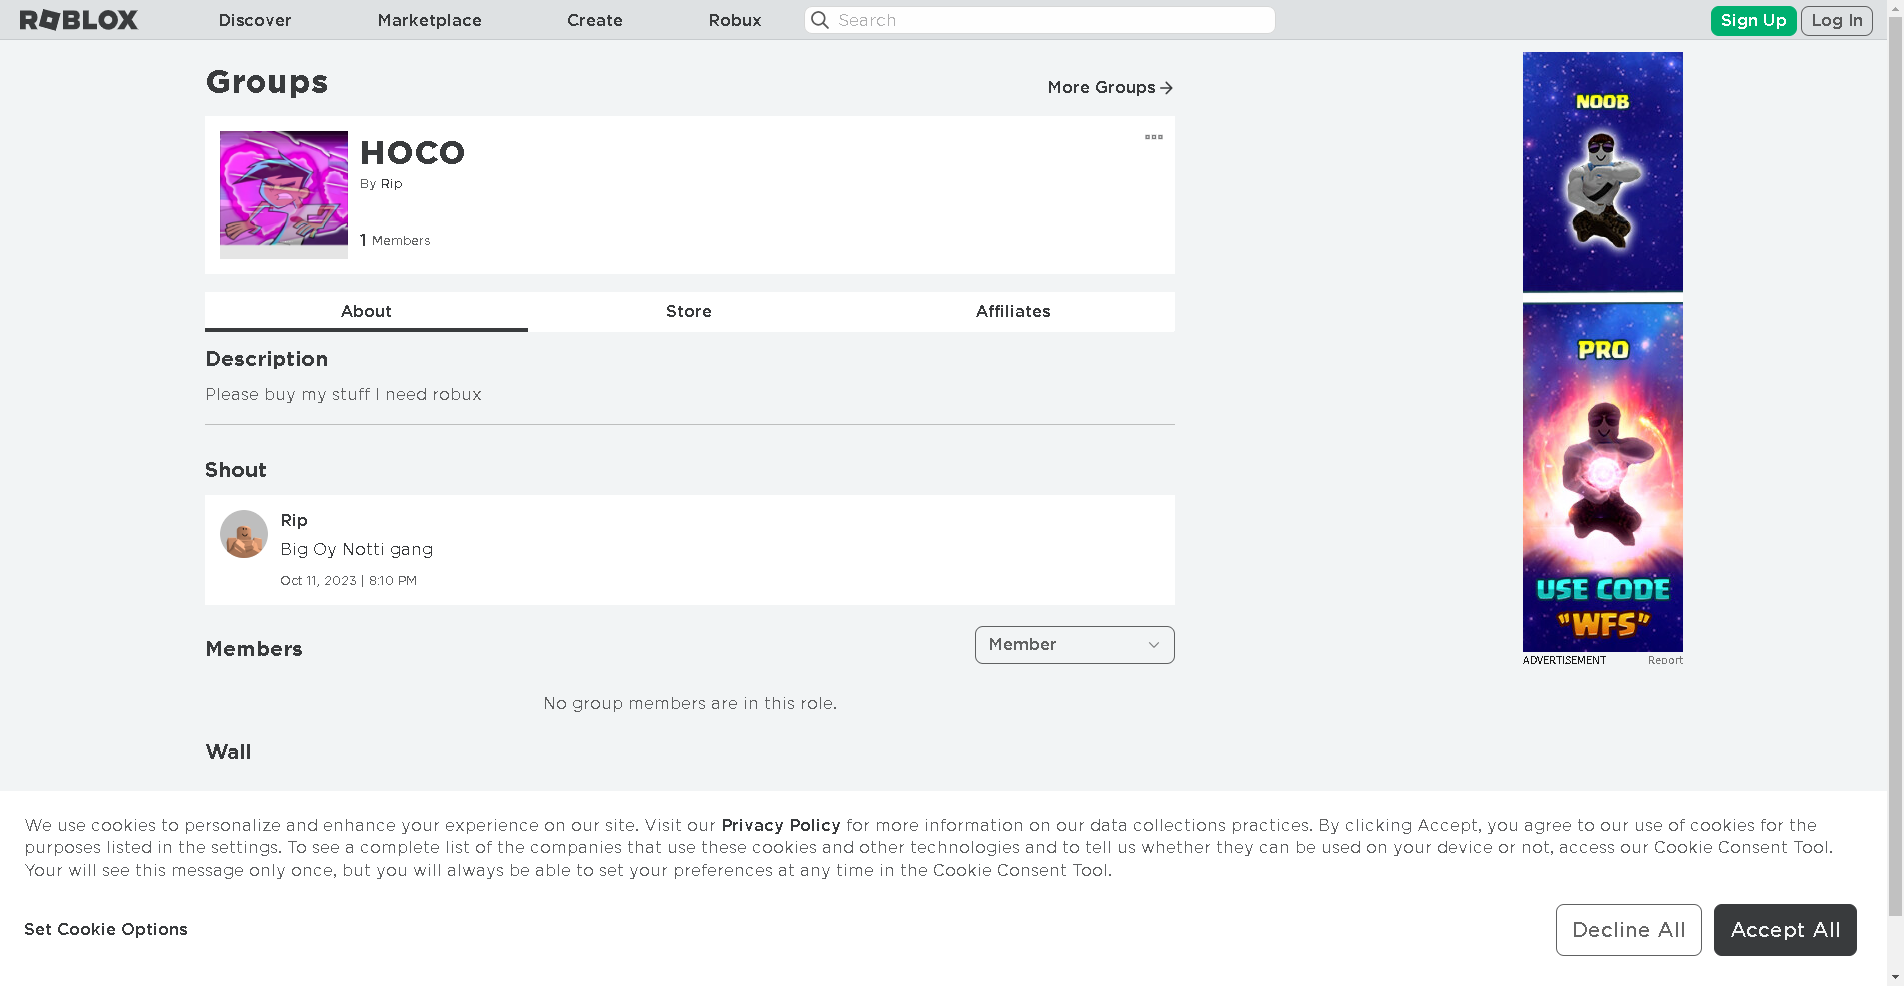 ROBLOX
Discover
Marketplace
Create
Robux
Search
Sign Up
Log In
Groups
More Groups
HOCO
By Rip
1 Members
About
Store
Affiliates
Description
Please buy my stuff I need robux
Shout
Rip
Big Oy Notti gang
Oct 11, 2023 | 8:10 PM
Members
Member
No group members are in this role.
Wall
NOOB
PRO
USE CODE
"WFS"
ADVERTISEMENT
Report
We use cookies to personalize and enhance your experience on our site. Visit our Privacy Policy for more information on our data collections practices. By clicking Accept, you agree to our use of cookies for the
purposes listed in the settings. To see a complete list of the companies that use these cookies and other technologies and to tell us whether they can be used on your device or not, access our Cookie Consent Tool.
Your will see this message only once, but you will always be able to set your preferences at any time in the Cookie Consent Tool.
Set Cookie Options
Decline All
Accept All